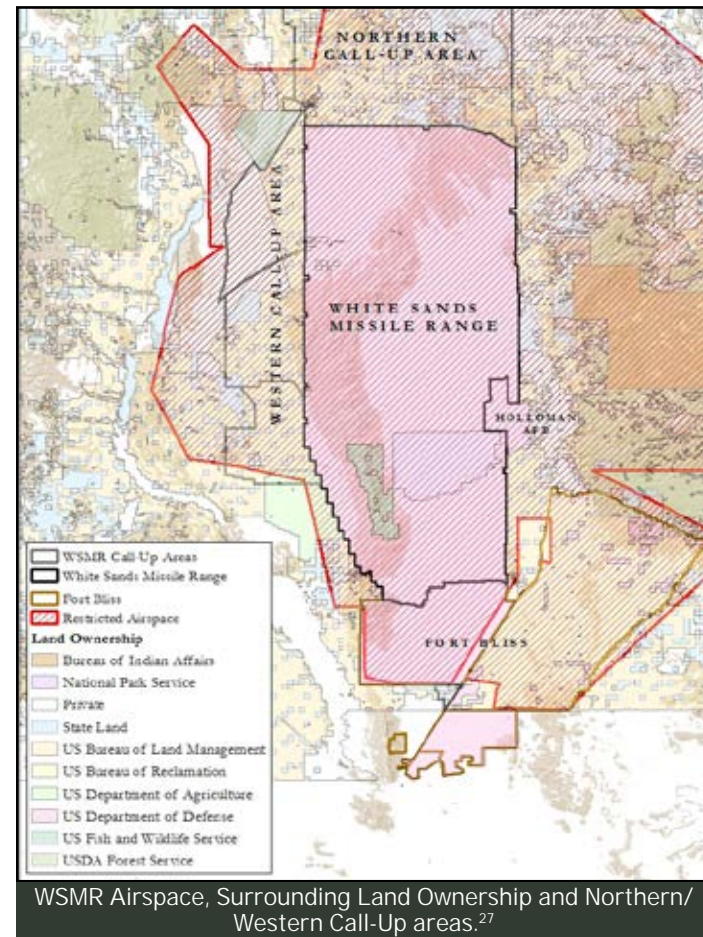 NORTHERN
CALL-UP AREA
WESTERN CALL-UP AREA
WHITE SANDS
MISSILE RANGE
HOLLOMAN
AFB
FORT BLISS
WSMR Call-Up Areas
White Sands Missile Range
Fort Bliss
Restricted Airspace
Land Ownership
Bureau of Indian Affairs
National Park Service
Private
State Land
US Bureau of Land Management
US Bureau of Reclamation
US Department of Agriculture
US Department of Defense
US Fish and Wildlife Service
USDA Forest Service
WSMR Airspace, Surrounding Land Ownership and Northern/
Western Call-Up areas.²⁷